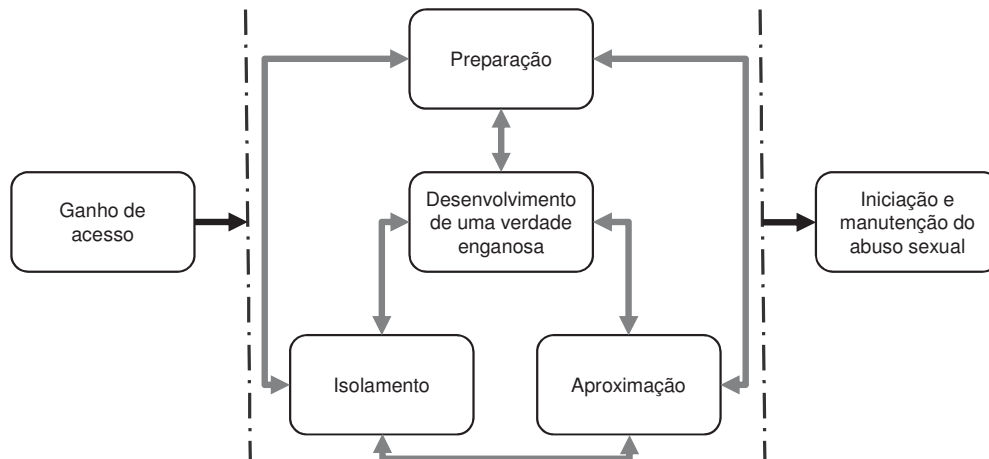 Preparação
Ganho de
acesso
Desenvolvimento
de uma verdade
enganosa
Iniciação e
manutenção do
abuso sexual
Isolamento
Aproximação